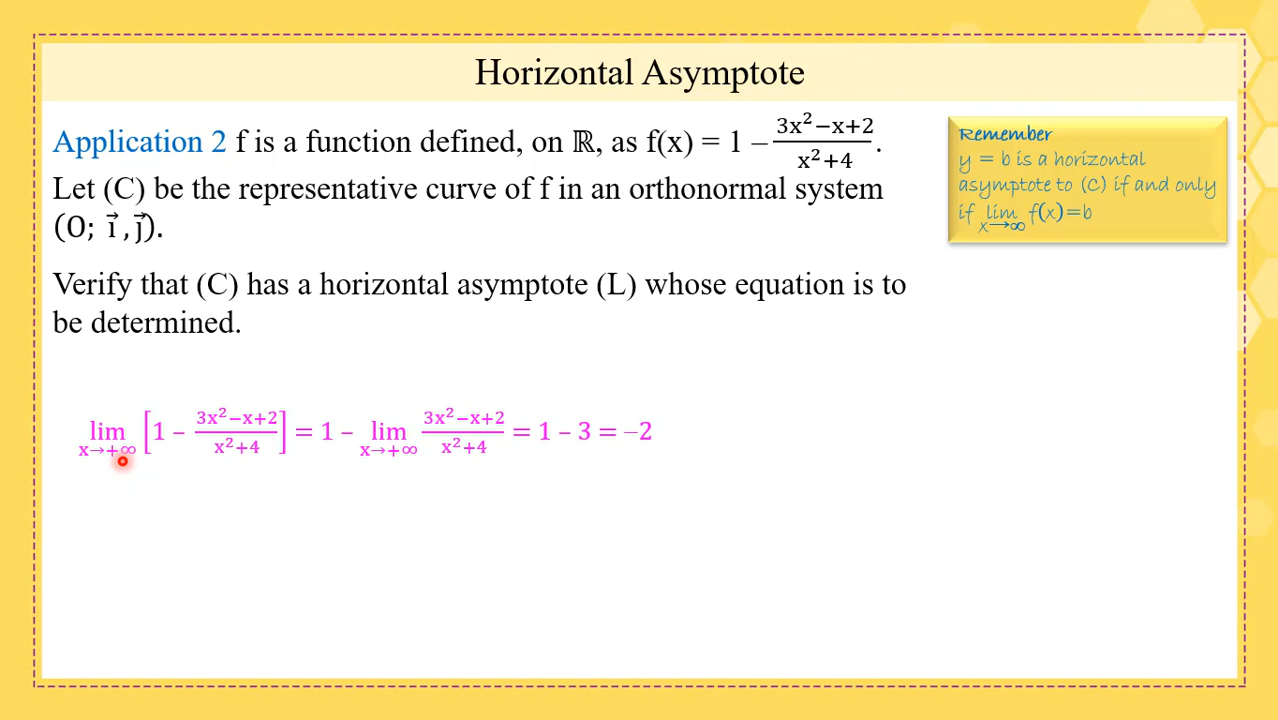 Horizontal Asymptote
Application 2 f is a function defined, on ℝ, as f(x) = 1 − (3x²−x+2)/(x²+4).
Let (C) be the representative curve of f in an orthonormal system
(O; i⃗ , j⃗).
Verify that (C) has a horizontal asymptote (L) whose equation is to
be determined.
Remember
y = b is a horizontal
asymptote to (C) if and only
if lim x→∞ f(x)=b
lim x→+∞ [1 − (3x²−x+2)/(x²+4)] = 1 − lim x→+∞ (3x²−x+2)/(x²+4) = 1 – 3 = −2